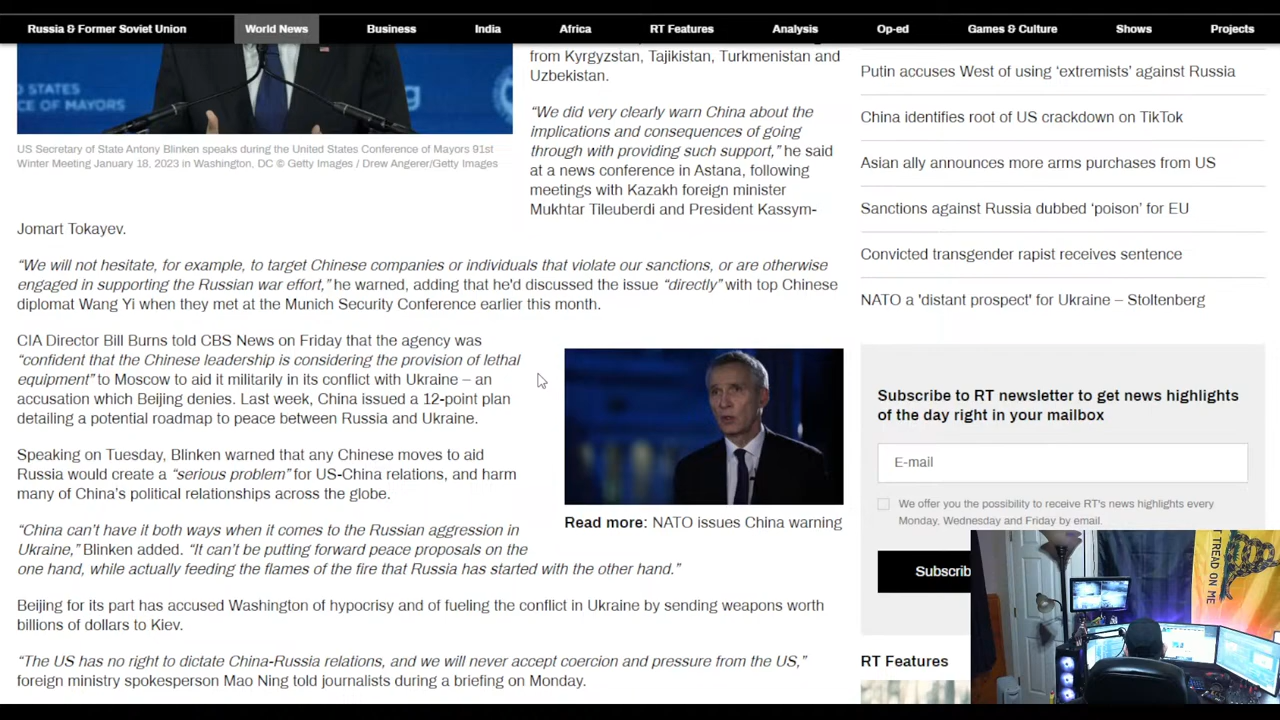 Russia & Former Soviet Union
World News
Business
India
Africa
RT Features
Analysis
Op-ed
Games & Culture
Shows
Projects
from Kyrgyzstan, Tajikistan, Turkmenistan and
Uzbekistan.
“We did very clearly warn China about the
implications and consequences of going
through with providing such support,” he said
at a news conference in Astana, following
meetings with Kazakh foreign minister
Mukhtar Tileuberdi and President Kassym-
Jomart Tokayev.
US Secretary of State Antony Blinken speaks during the United States Conference of Mayors 91st
Winter Meeting January 18, 2023 in Washington, DC © Getty Images / Drew Angerer/Getty Images
“We will not hesitate, for example, to target Chinese companies or individuals that violate our sanctions, or are otherwise
engaged in supporting the Russian war effort,” he warned, adding that he'd discussed the issue “directly” with top Chinese
diplomat Wang Yi when they met at the Munich Security Conference earlier this month.
CIA Director Bill Burns told CBS News on Friday that the agency was
“confident that the Chinese leadership is considering the provision of lethal
equipment” to Moscow to aid it militarily in its conflict with Ukraine – an
accusation which Beijing denies. Last week, China issued a 12-point plan
detailing a potential roadmap to peace between Russia and Ukraine.
Speaking on Tuesday, Blinken warned that any Chinese moves to aid
Russia would create a “serious problem” for US-China relations, and harm
many of China’s political relationships across the globe.
Read more: NATO issues China warning
“China can’t have it both ways when it comes to the Russian aggression in
Ukraine,” Blinken added. “It can’t be putting forward peace proposals on the
one hand, while actually feeding the flames of the fire that Russia has started with the other hand.”
Beijing for its part has accused Washington of hypocrisy and of fueling the conflict in Ukraine by sending weapons worth
billions of dollars to Kiev.
“The US has no right to dictate China-Russia relations, and we will never accept coercion and pressure from the US,”
foreign ministry spokesperson Mao Ning told journalists during a briefing on Monday.
Putin accuses West of using ‘extremists’ against Russia
China identifies root of US crackdown on TikTok
Asian ally announces more arms purchases from US
Sanctions against Russia dubbed ‘poison’ for EU
Convicted transgender rapist receives sentence
NATO a 'distant prospect' for Ukraine – Stoltenberg
Subscribe to RT newsletter to get news highlights
of the day right in your mailbox
E-mail
We offer you the possibility to receive RT's news highlights every
Monday, Wednesday and Friday by email.
Subscrib
RT Features
STATES
CE OF MAYORS
TREAD ON
ME